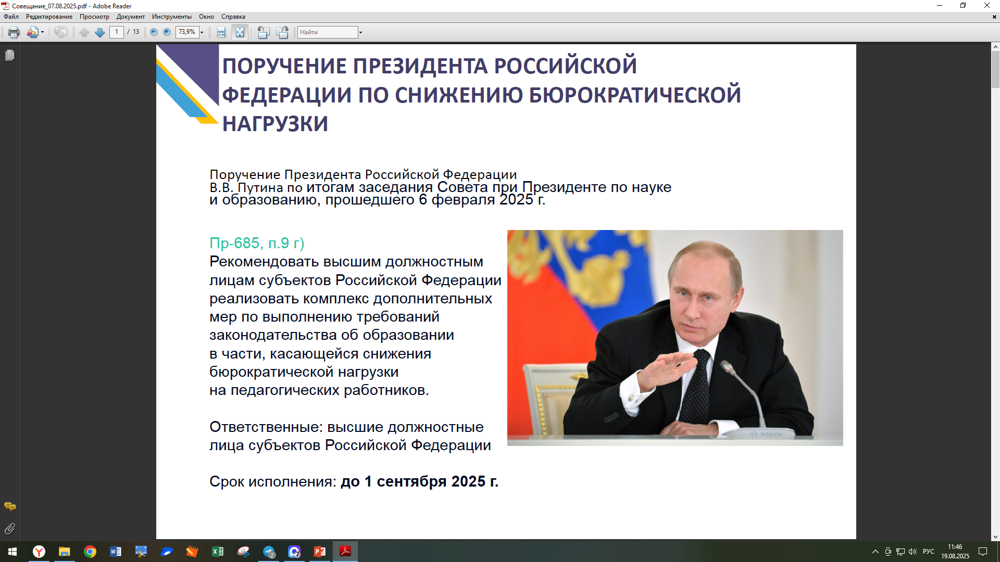 Совещание_07.08.2025.pdf - Adobe Reader
Файл Редактирование Просмотр Документ Инструменты Окно Справка
1 / 13 73,9% Найти
ПОРУЧЕНИЕ ПРЕЗИДЕНТА РОССИЙСКОЙ
ФЕДЕРАЦИИ ПО СНИЖЕНИЮ БЮРОКРАТИЧЕСКОЙ
НАГРУЗКИ
Поручение Президента Российской Федерации
В.В. Путина по итогам заседания Совета при Президенте по науке
и образованию, прошедшего 6 февраля 2025 г.
Пр-685, п.9 г)
Рекомендовать высшим должностным
лицам субъектов Российской Федерации
реализовать комплекс дополнительных
мер по выполнению требований
законодательства об образовании
в части, касающейся снижения
бюрократической нагрузки
на педагогических работников.
Ответственные: высшие должностные
лица субъектов Российской Федерации
Срок исполнения: до 1 сентября 2025 г.
BOSCH
2
7
РУС
11:46
19.08.2025